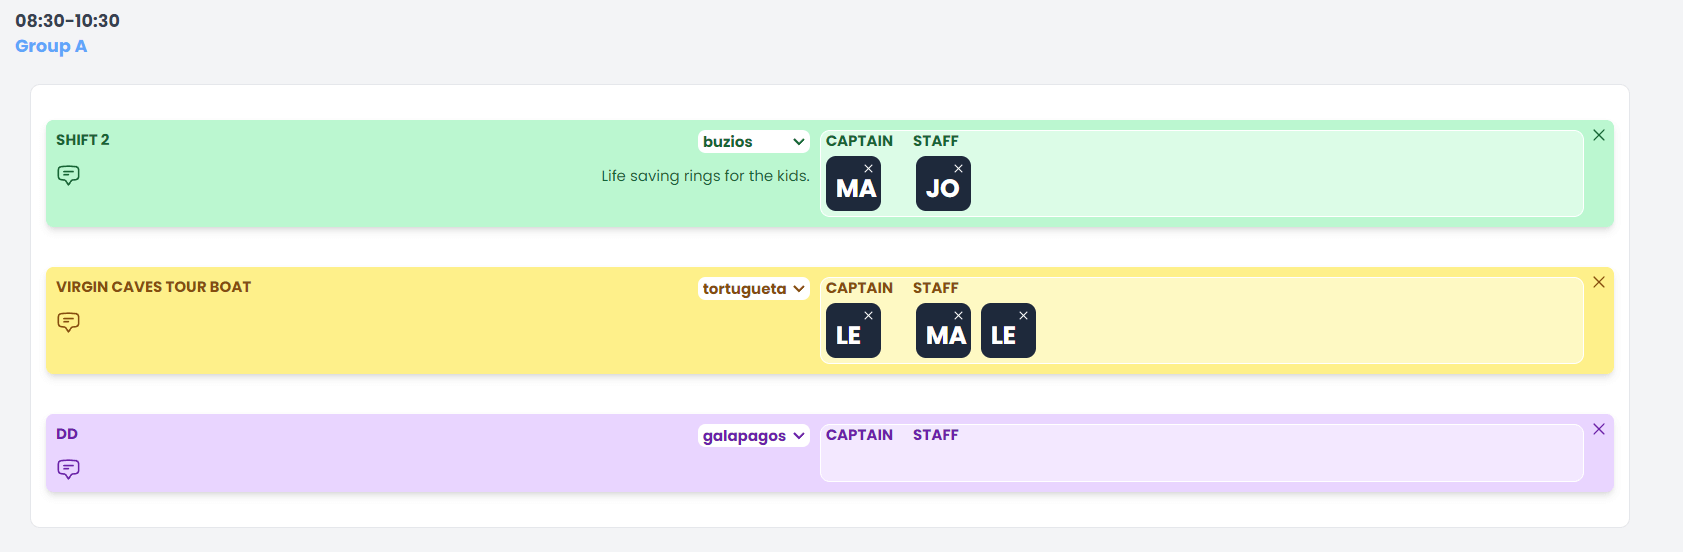 08:30-10:30
Group A
SHIFT 2
buzios
CAPTAIN STAFF
Life saving rings for the kids.
MA JO
VIRGIN CAVES TOUR BOAT
tortugueta
CAPTAIN STAFF
LE MA LE
DD
galapagos
CAPTAIN STAFF